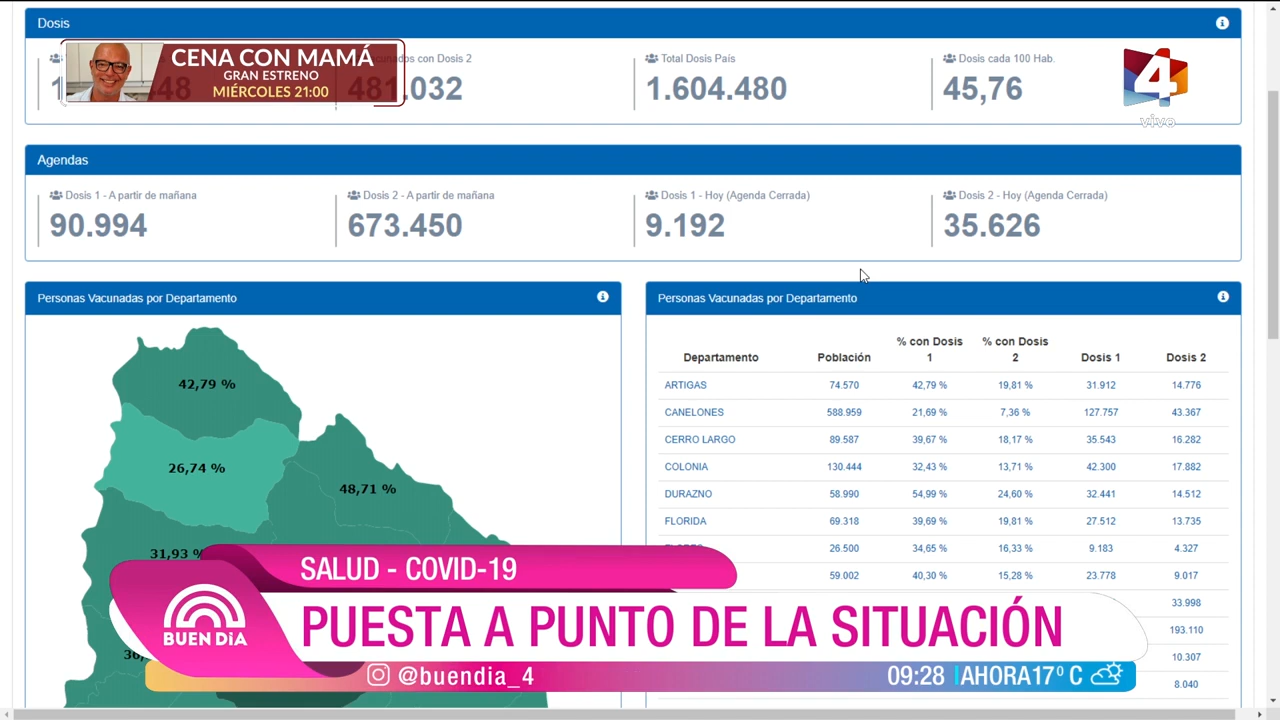 Dosis
CENA CON MAMÁ
GRAN ESTRENO
MIÉRCOLES 21:00
con Dosis 2
481.032
Total Dosis País
1.604.480
Dosis cada 100 Hab.
45,76
4
vivo
Agendas
Dosis 1 - A partir de mañana
90.994
Dosis 2 - A partir de mañana
673.450
Dosis 1 - Hoy (Agenda Cerrada)
9.192
Dosis 2 - Hoy (Agenda Cerrada)
35.626
Personas Vacunadas por Departamento
42,79 %
26,74 %
48,71 %
31,93 %
Personas Vacunadas por Departamento
Departamento Población % con Dosis 1 % con Dosis 2 Dosis 1 Dosis 2
ARTIGAS 74.570 42,79 % 19,81 % 31.912 14.776
CANELONES 588.959 21,69 % 7,36 % 127.757 43.367
CERRO LARGO 89.587 39,67 % 18,17 % 35.543 16.282
COLONIA 130.444 32,43 % 13,71 % 42.300 17.882
DURAZNO 58.990 54,99 % 24,60 % 32.441 14.512
FLORIDA 69.318 39,69 % 19,81 % 27.512 13.735
26.500 34,65 % 16,33 % 9.183 4.327
59.002 40,30 % 15,28 % 23.778 9.017
33.998
193.110
10.307
8.040
SALUD - COVID-19
BUEN DÍA
PUESTA A PUNTO DE LA SITUACIÓN
@buendia_4
09:28 AHORA 17º C